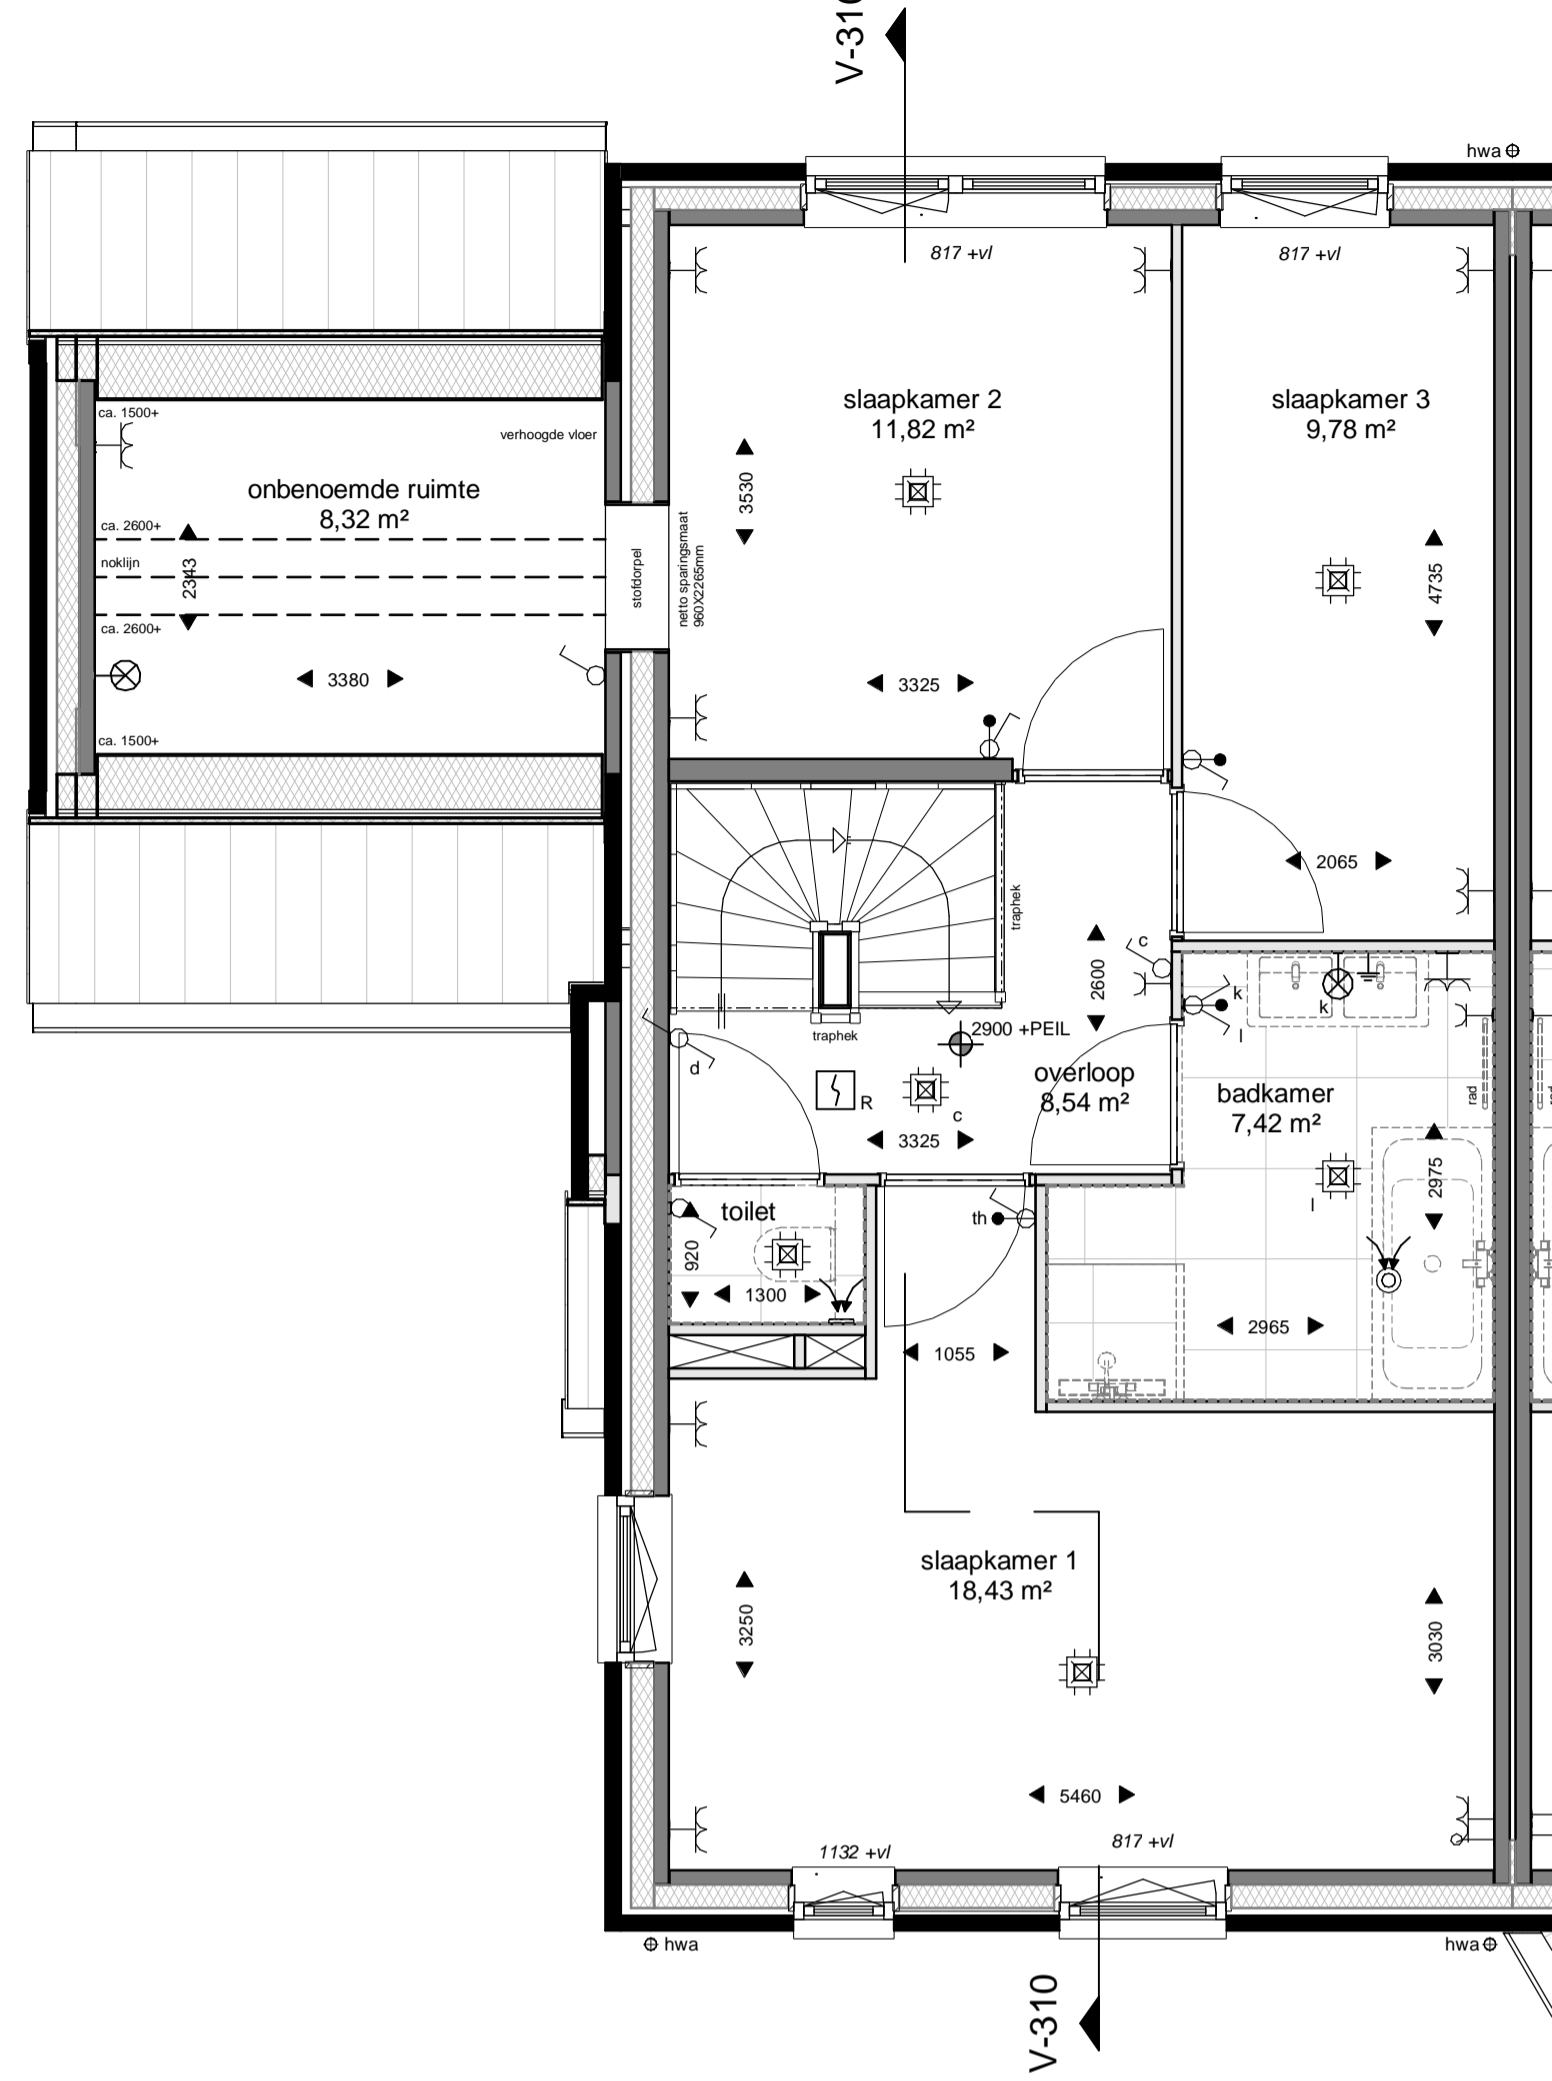 V-310
hwa
817 +vl
817 +vl
slaapkamer 2
11,82 m²
slaapkamer 3
9,78 m²
ca. 1500+
verhoogde vloer
onbenoemde ruimte
8,32 m²
3530
ca. 2600+
noklijn
2343
ca. 2600+
stofdorpel
netto sparingsmaat
960X2265mm
4735
3380
3325
ca. 1500+
2065
traphek
c
2600
k
k
l
traphek
2900 +PEIL
d
R
c
overloop
8,54 m²
badkamer
7,42 m²
rad
rad
3325
2975
l
toilet
th
920
1300
2965
1055
slaapkamer 1
18,43 m²
3250
3030
5460
1132 +vl
817 +vl
hwa
hwa
V-310